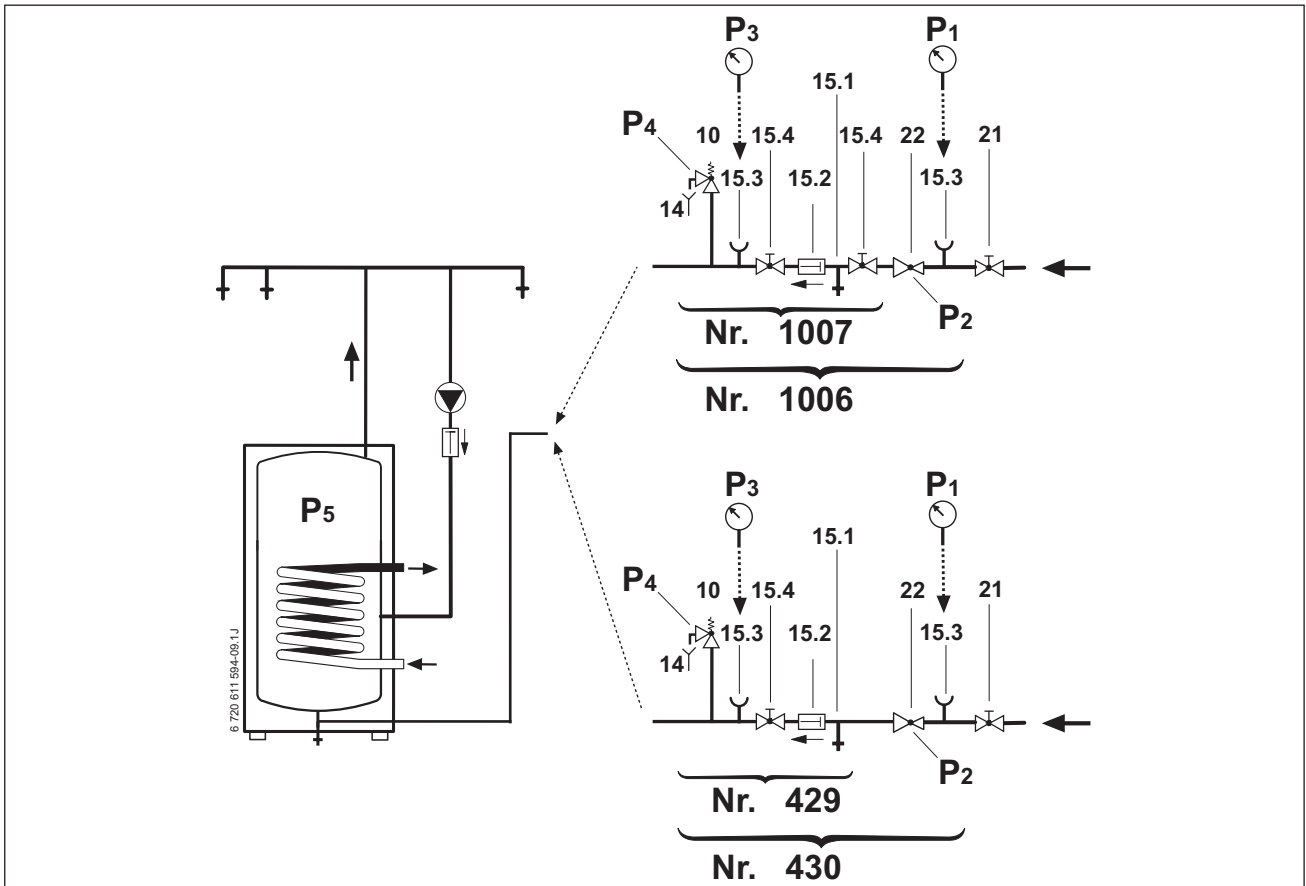 P3 P1
15.1
P4 10 15.4 15.4 22 21
15.3 15.2 15.3
14
P2
Nr. 1007
Nr. 1006
P5
P3 P1
15.1
P4 10 15.4 22 21
15.3 15.2 15.3
14
P2
Nr. 429
Nr. 430
6 720 611 594-09.1J